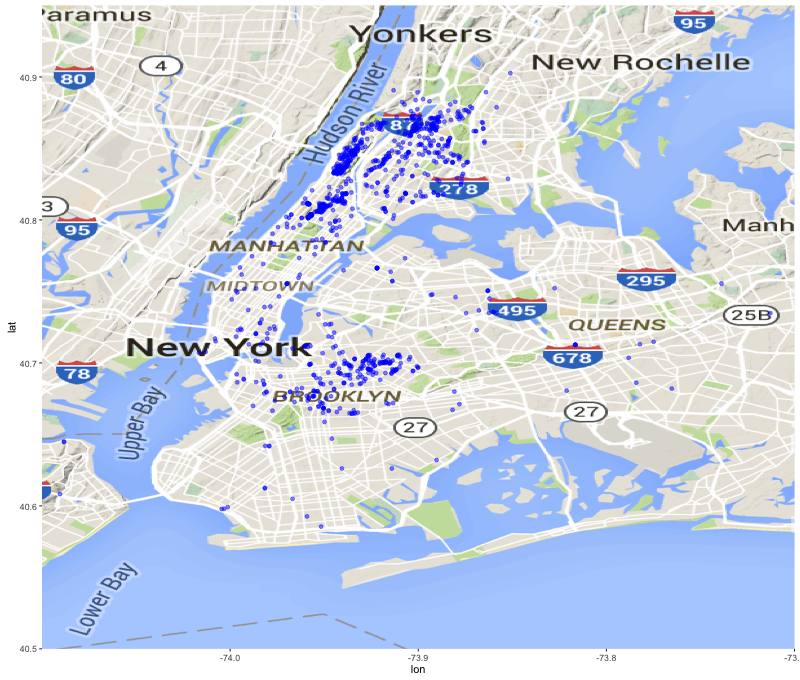 Paramus
Yonkers
95
4
New Rochelle
80
40.9
Hudson River
87
278
3
40.8
95
Manh
MANHATTAN
295
MIDTOWN
495
25B
QUEENS
lat
New York
678
40.7
78
BROOKLYN
Upper Bay
27
27
40.6
Lower Bay
40.5
-74.0
-73.9
-73.8
-73.
lon